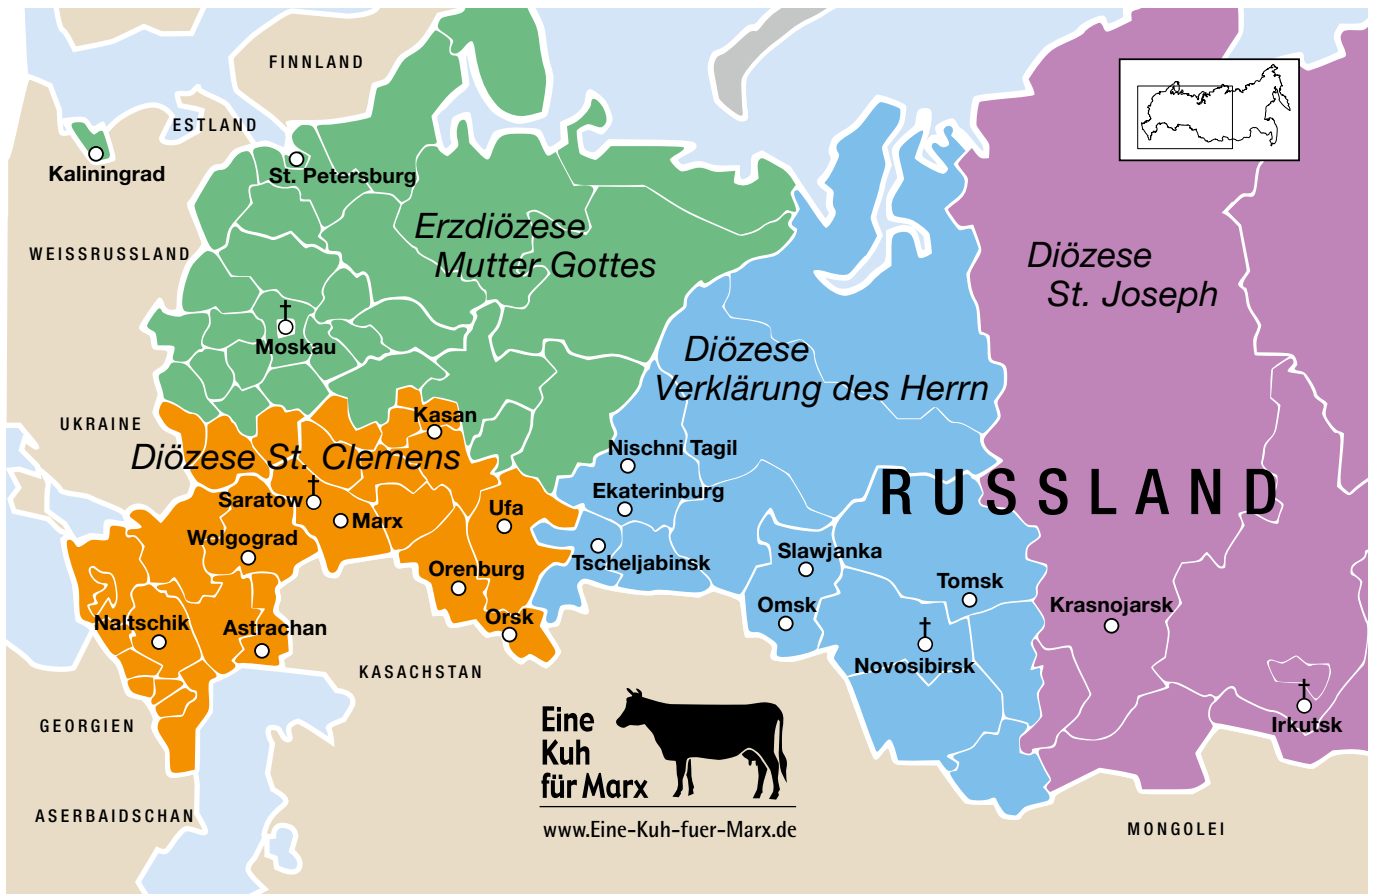 FINNLAND
ESTLAND
Kaliningrad
St. Petersburg
Erzdiözese
Mutter Gottes
WEISSRUSSLAND
Diözese
St. Joseph
Moskau
Diözese
Verklärung des Herrn
UKRAINE
Kasan
Diözese St. Clemens
Nischni Tagil
RUSSLAND
Ekaterinburg
Saratow
Marx
Ufa
Wolgograd
Slawjanka
Tscheljabinsk
Orenburg
Tomsk
Omsk
Krasnojarsk
Orsk
Naltschik
Astrachan
Novosibirsk
KASACHSTAN
Irkutsk
GEORGIEN
Eine
Kuh
für Marx
www.Eine-Kuh-fuer-Marx.de
ASERBAIDSCHAN
MONGOLEI